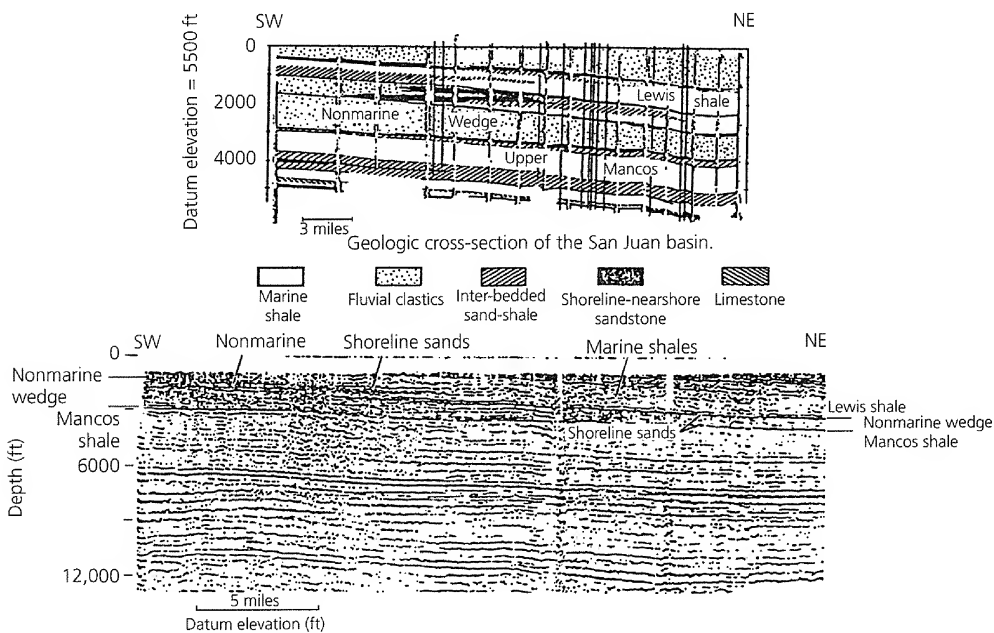 SW
NE
Datum elevation = 5500 ft
0
2000
4000
Lewis
shale
Nonmarine
Wedge
Upper
Mancos
3 miles
Geologic cross-section of the San Juan basin.
Marine
shale
Fluvial clastics
Inter-bedded
sand-shale
Shoreline-nearshore
sandstone
Limestone
SW
Nonmarine
Shoreline sands
Marine shales
NE
0
Nonmarine
wedge
Mancos
shale
6000
12,000
Depth (ft)
Shoreline sands
Lewis shale
Nonmarine wedge
Mancos shale
5 miles
Datum elevation (ft)